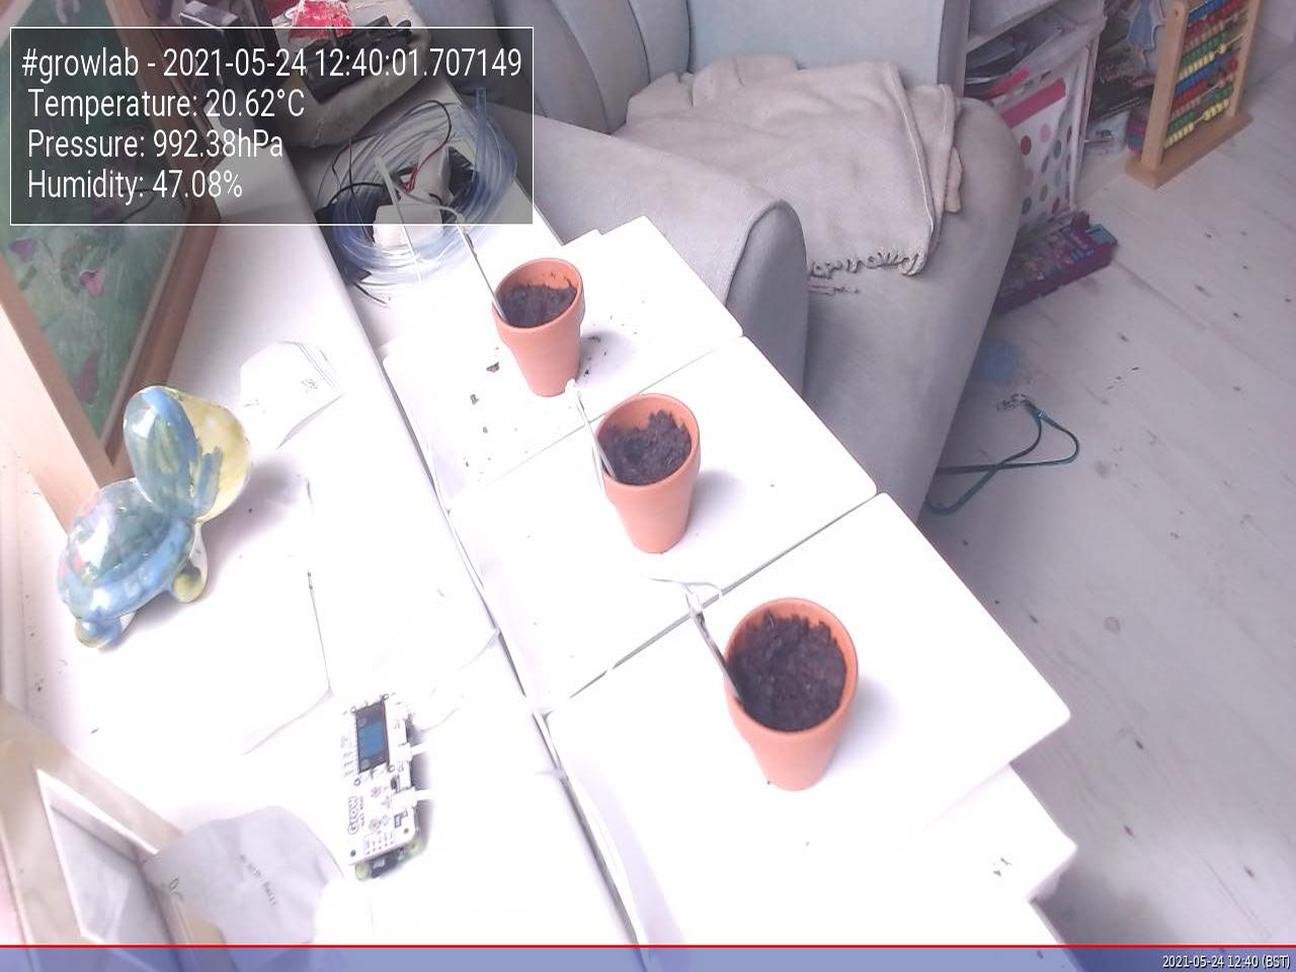 #growlab - 2021-05-24 12:40:01.707149
Temperature: 20.62°C
Pressure: 992.38hPa
Humidity: 47.08%
Grow
2021-05-24 12:40 (BST)